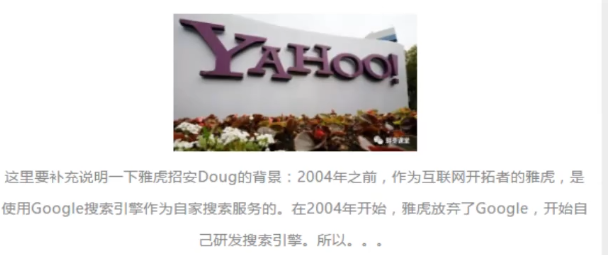 YAHOO!
这里要补充说明一下雅虎招安Doug的背景：2004年之前，作为互联网开拓者的雅虎，是
使用Google搜索引擎作为自家搜索服务的。在2004年开始，雅虎放弃了Google，开始自
己研发搜索引擎。所以。。。